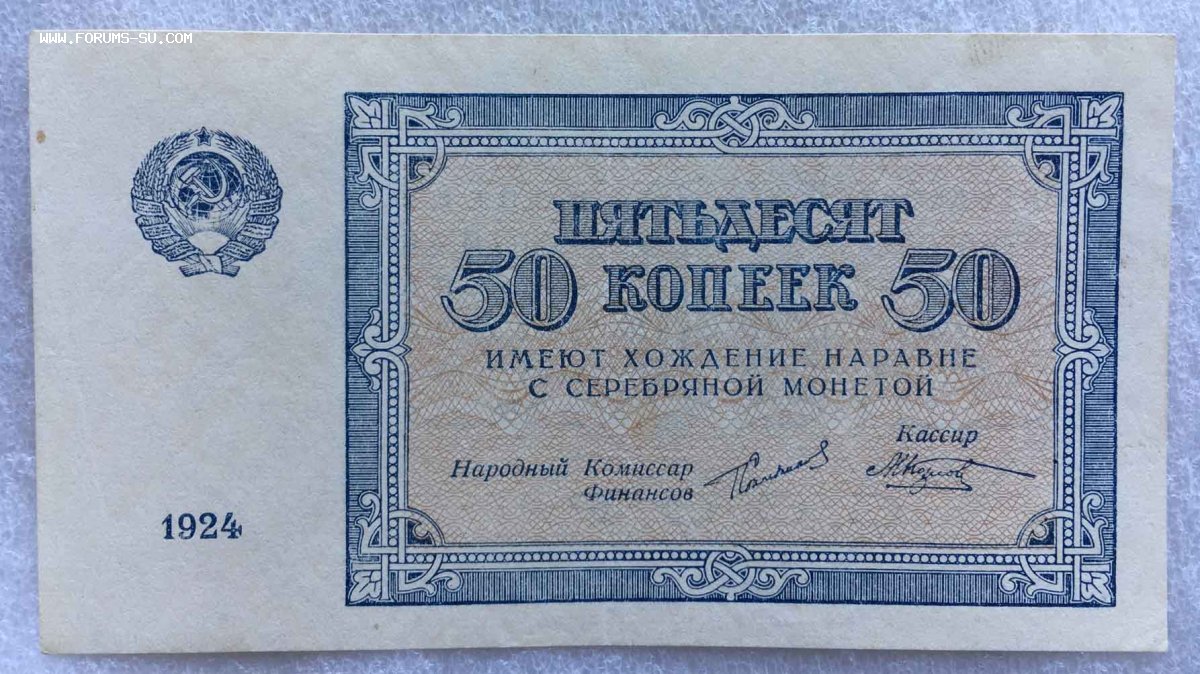 WWW.FORUMS-SU.COM
ПЯТЬДЕСЯТ
50 КОПЕЕК 50
ИМЕЮТ ХОЖДЕНИЕ НАРАВНЕ
С СЕРЕБРЯНОЙ МОНЕТОЙ
Кассир
Народный Комиссар
Финансов
1924